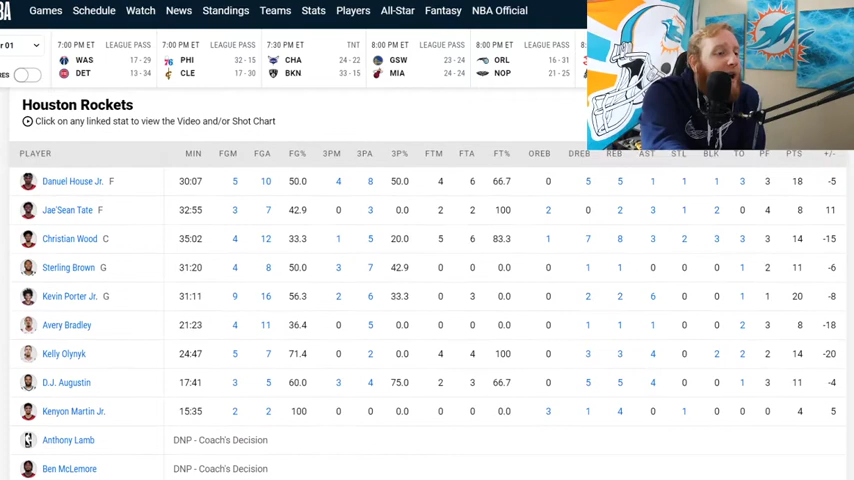 BA Games Schedule Watch News Standings Teams Stats Players All-Star Fantasy NBA Official
r 01 7:00 PM ET LEAGUE PASS 7:00 PM ET LEAGUE PASS 7:30 PM ET TNT 8:00 PM ET LEAGUE PASS 8:00 PM ET LEAGUE PASS 8:
WAS 17 - 29 PHI 32 - 15 CHA 24 - 22 GSW 23 - 24 ORL 16 - 31
RES DET 13 - 34 CLE 17 - 30 BKN 33 - 15 MIA 24 - 24 NOP 21 - 25
Houston Rockets
Click on any linked stat to view the Video and/or Shot Chart
PLAYER MIN FGM FGA FG% 3PM 3PA 3P% FTM FTA FT% OREB DREB REB AST STL BLK TO PF PTS +/-
Danuel House Jr. F 30:07 5 10 50.0 4 8 50.0 4 6 66.7 0 5 5 1 1 1 3 3 18 -5
Jae'Sean Tate F 32:55 3 7 42.9 0 3 0.0 2 2 100 2 0 2 3 1 2 0 4 8 11
Christian Wood C 35:02 4 12 33.3 1 5 20.0 5 6 83.3 1 7 8 3 2 3 3 3 14 -15
Sterling Brown G 31:20 4 8 50.0 3 7 42.9 0 0 0.0 0 1 1 0 0 0 1 2 11 -6
Kevin Porter Jr. G 31:11 9 16 56.3 2 6 33.3 0 3 0.0 0 2 2 6 0 0 1 1 20 -8
Avery Bradley 21:23 4 11 36.4 0 5 0.0 0 0 0.0 0 1 1 1 0 0 2 3 8 -18
Kelly Olynyk 24:47 5 7 71.4 0 2 0.0 4 4 100 0 3 3 4 0 2 2 2 14 -20
D.J. Augustin 17:41 3 5 60.0 3 4 75.0 2 3 66.7 0 5 5 4 0 0 1 3 11 -4
Kenyon Martin Jr. 15:35 2 2 100 0 0 0.0 0 0 0.0 3 1 4 0 1 0 0 0 4 5
Anthony Lamb DNP - Coach's Decision
Ben McLemore DNP - Coach's Decision